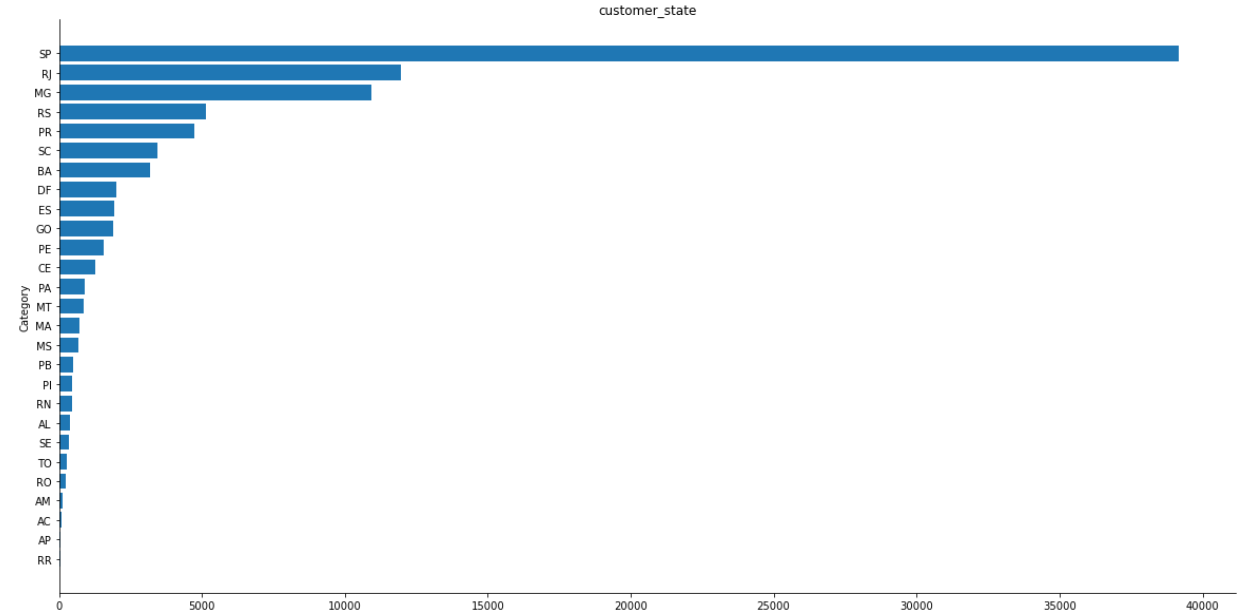 customer_state
SP
RJ
MG
RS
PR
SC
BA
DF
ES
GO
PE
CE
PA
MT
Category
MA
MS
PB
PI
RN
AL
SE
TO
RO
AM
AC
AP
RR
0 5000 10000 15000 20000 25000 30000 35000 40000